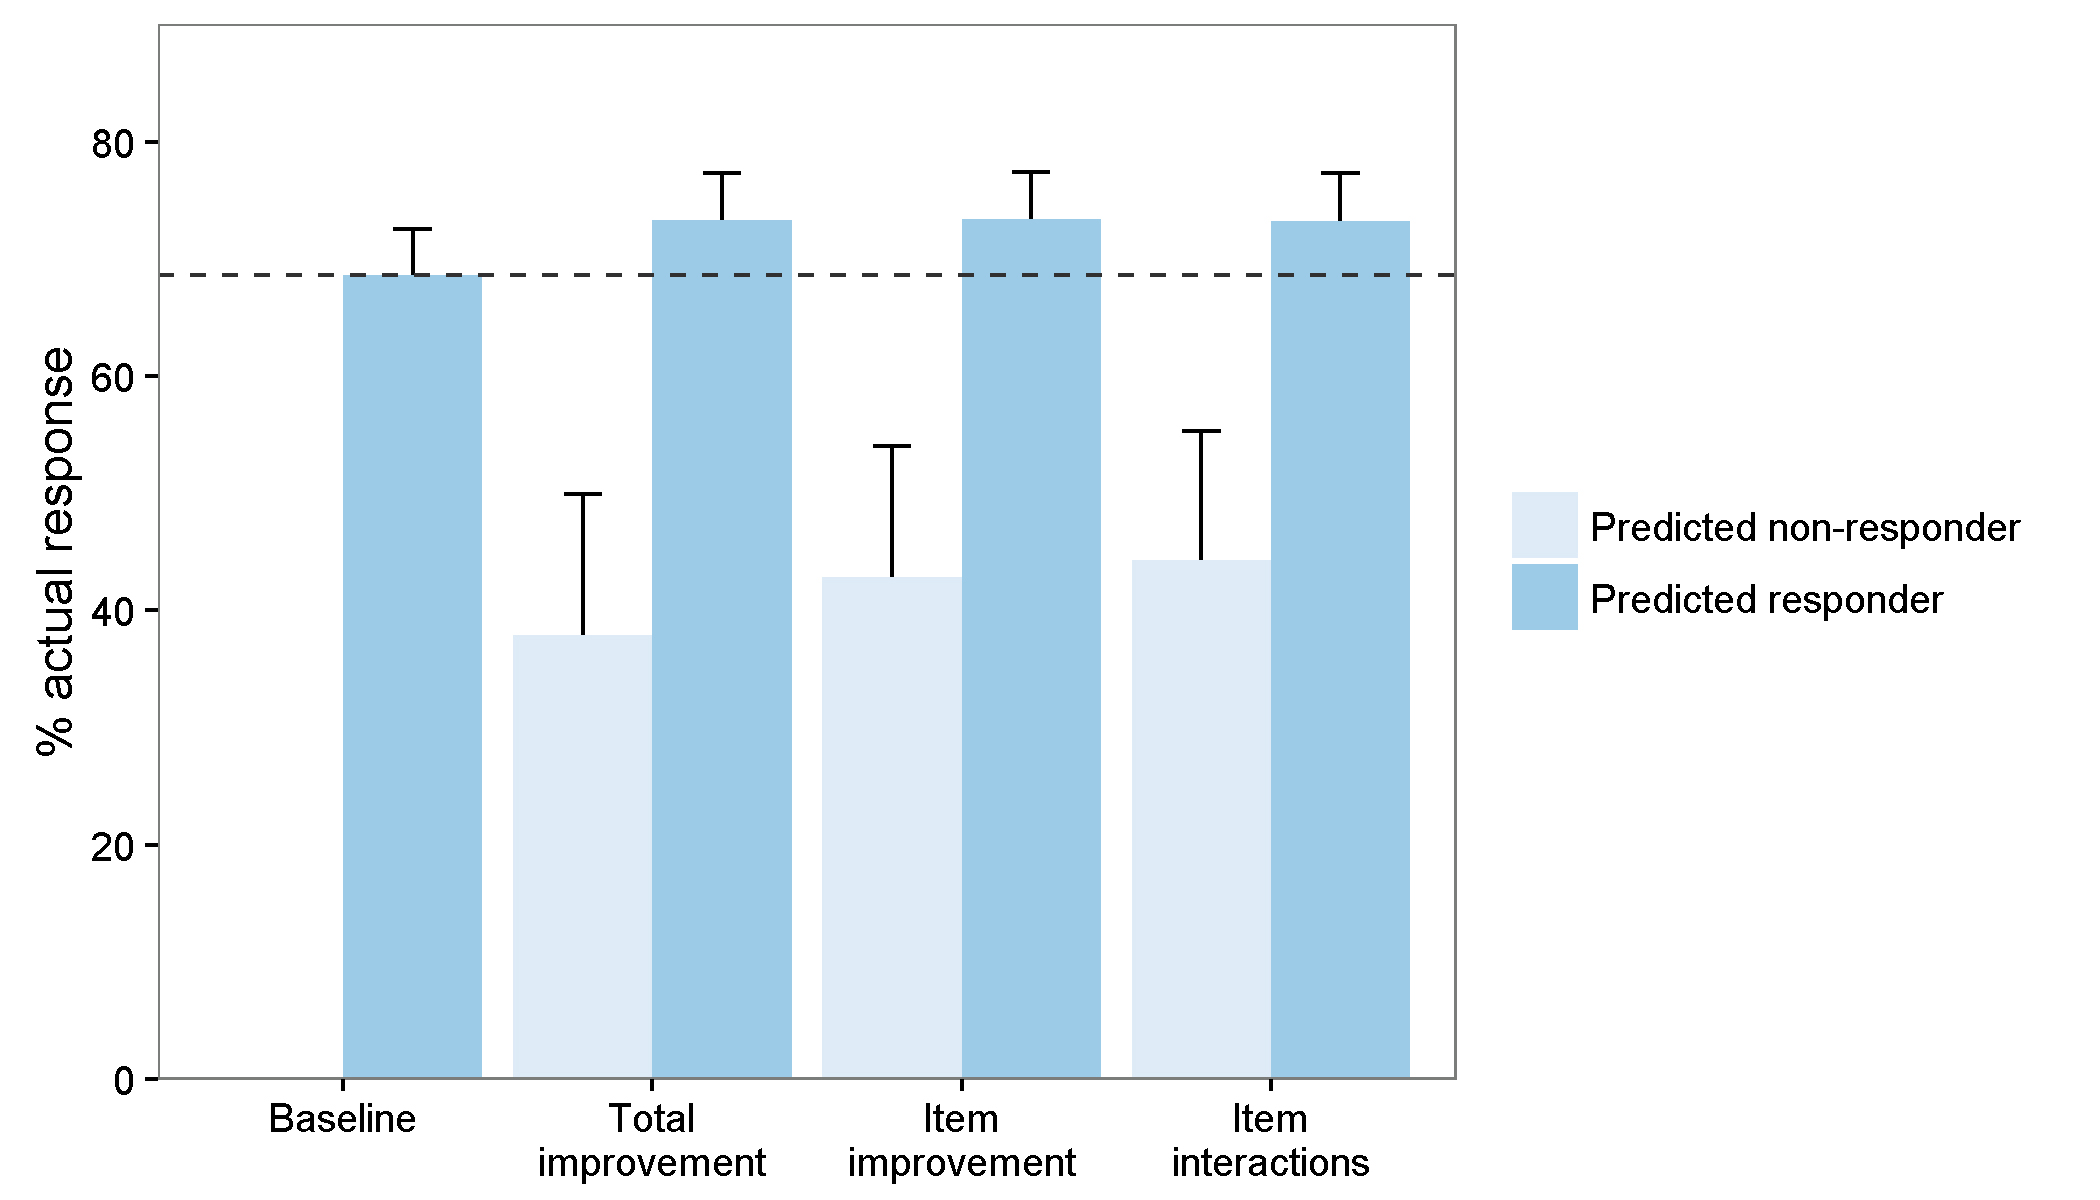 % actual response
80
60
40
20
0
Baseline
Total
improvement
Item
improvement
Item
interactions
Predicted non-responder
Predicted responder